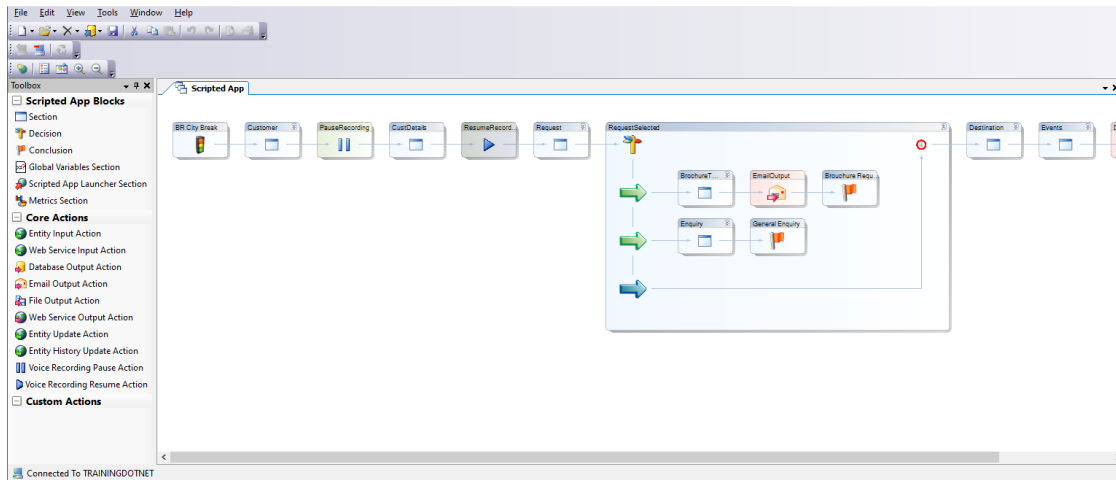 File Edit View Tools Window Help
Toolbox
Scripted App
Scripted App Blocks
Section
Decision
Conclusion
Global Variables Section
Scripted App Launcher Section
Metrics Section
Core Actions
Entity Input Action
Web Service Input Action
Database Output Action
Email Output Action
File Output Action
Web Service Output Action
Entity Update Action
Entity History Update Action
Voice Recording Pause Action
Voice Recording Resume Action
Custom Actions
BR City Break
Customer
PauseRecording
CustDetails
ResumeRecord...
Request
RequestSelected
Destination
Events
BrochureT...
EmailOutput
Brouchure Requ...
Enquiry
General Enquiry
Connected To TRAININGDOTNET